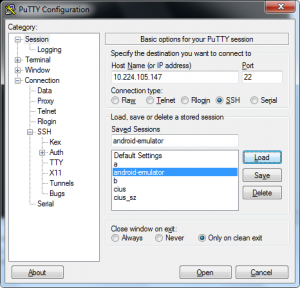 PuTTY Configuration
Category:
Session
Logging
Terminal
Window
Connection
Data
Proxy
Telnet
Rlogin
SSH
Kex
Auth
TTY
X11
Tunnels
Bugs
Serial
Basic options for your PuTTY session
Specify the destination you want to connect to
Host Name (or IP address) Port
10.224.105.147 22
Connection type:
Raw Telnet Rlogin SSH Serial
Load, save or delete a stored session
Saved Sessions
android-emulator
Default Settings
a
android-emulator
b
cius
cius_sz
Load
Save
Delete
Close window on exit:
Always Never Only on clean exit
About Open Cancel